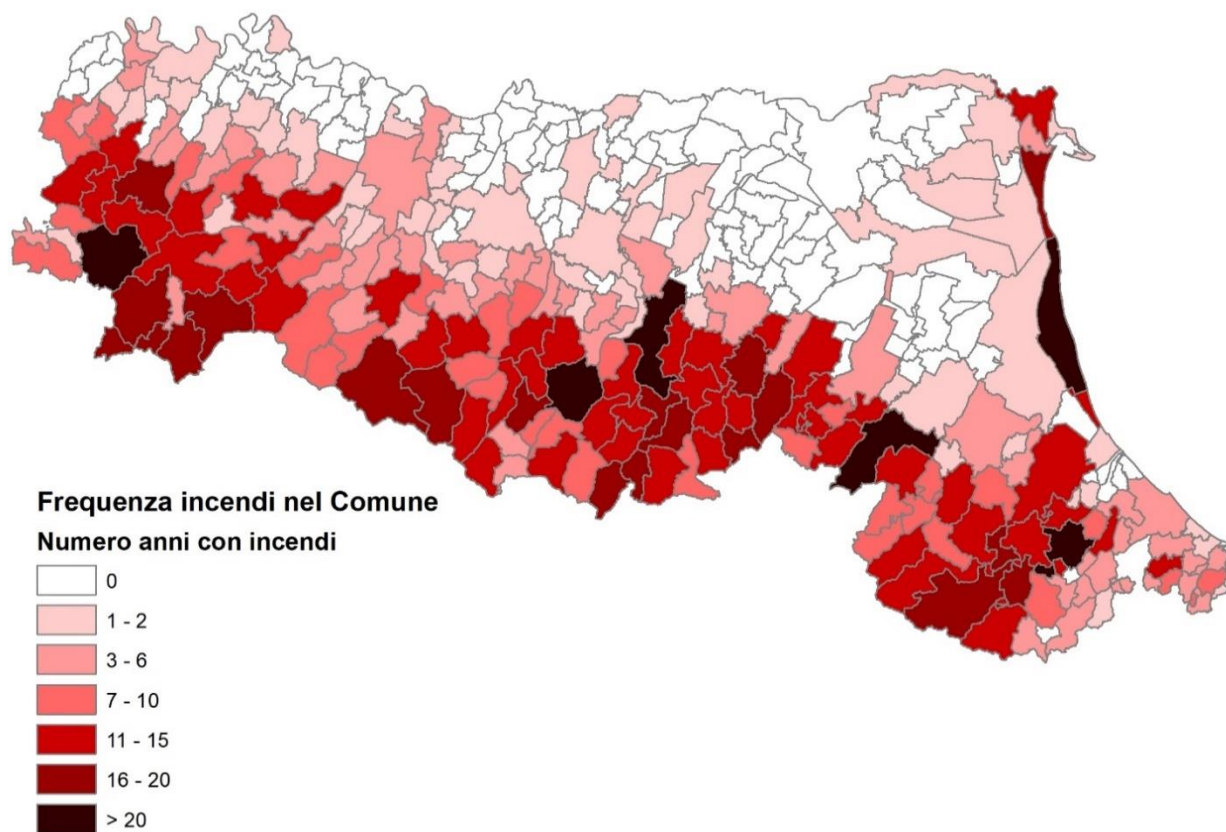 Frequenza incendi nel Comune
Numero anni con incendi
0
1 - 2
3 - 6
7 - 10
11 - 15
16 - 20
> 20